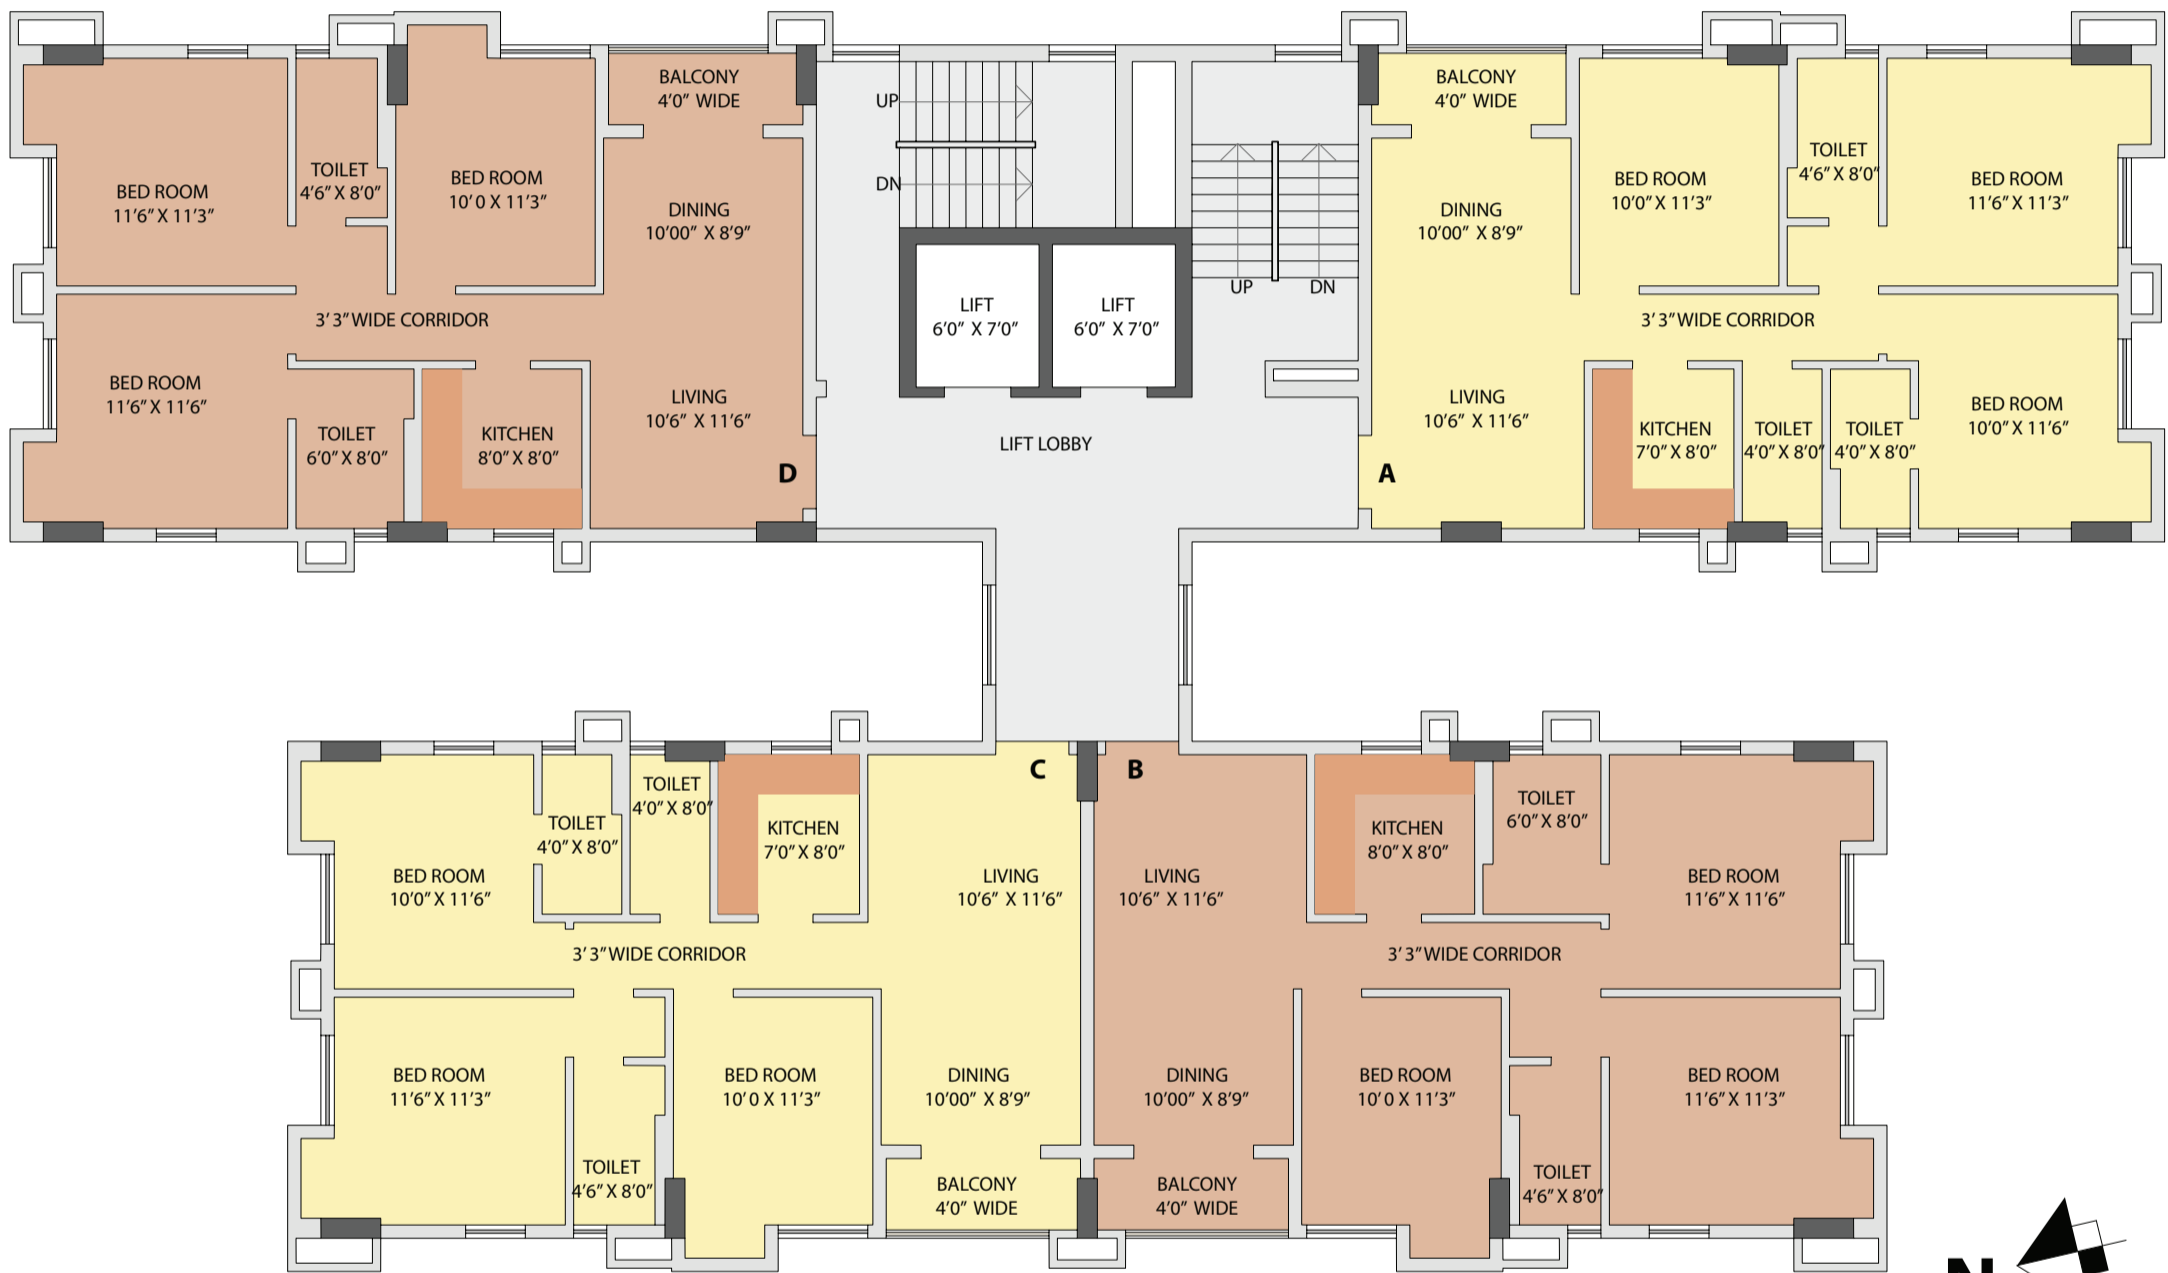 BALCONY
4'0" WIDE
UP
DN
BED ROOM
11'6" X 11'3"
TOILET
4'6" X 8'0"
BED ROOM
10'0 X 11'3"
DINING
10'00" X 8'9"
3'3" WIDE CORRIDOR
BED ROOM
11'6" X 11'6"
TOILET
6'0" X 8'0"
KITCHEN
8'0" X 8'0"
LIVING
10'6" X 11'6"
D
LIFT
6'0" X 7'0"
LIFT
6'0" X 7'0"
UP
DN
LIFT LOBBY
BALCONY
4'0" WIDE
DINING
10'00" X 8'9"
BED ROOM
10'0" X 11'3"
TOILET
4'6" X 8'0"
BED ROOM
11'6" X 11'3"
3'3" WIDE CORRIDOR
LIVING
10'6" X 11'6"
A
KITCHEN
7'0" X 8'0"
TOILET
4'0" X 8'0"
TOILET
4'0" X 8'0"
BED ROOM
10'0" X 11'6"
BED ROOM
10'0" X 11'6"
TOILET
4'0" X 8'0"
TOILET
4'0" X 8'0"
KITCHEN
7'0" X 8'0"
C
LIVING
10'6" X 11'6"
3'3" WIDE CORRIDOR
BED ROOM
11'6" X 11'3"
TOILET
4'6" X 8'0"
BED ROOM
10'0 X 11'3"
DINING
10'00" X 8'9"
BALCONY
4'0" WIDE
B
LIVING
10'6" X 11'6"
KITCHEN
8'0" X 8'0"
TOILET
6'0" X 8'0"
BED ROOM
11'6" X 11'6"
3'3" WIDE CORRIDOR
DINING
10'00" X 8'9"
BED ROOM
10'0 X 11'3"
TOILET
4'6" X 8'0"
BED ROOM
11'6" X 11'3"
BALCONY
4'0" WIDE
N